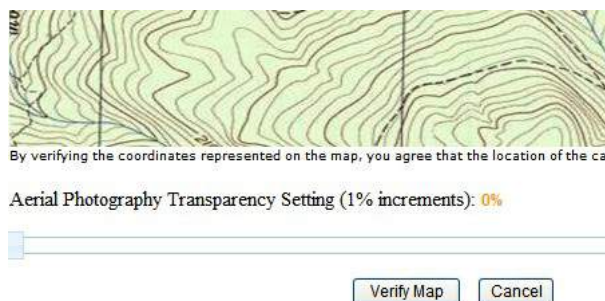 By verifying the coordinates represented on the map, you agree that the location of the ca
Aerial Photography Transparency Setting (1% increments): 0%
Verify Map Cancel